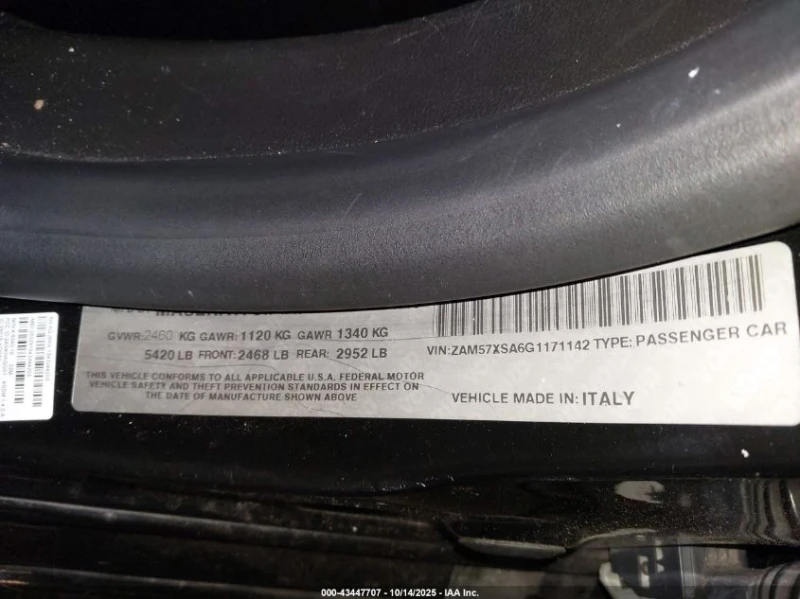 GVWR:2460 KG GAWR:1120 KG GAWR 1340 KG
5420 LB FRONT:2468 LB REAR: 2952 LB
THIS VEHICLE CONFORMS TO ALL APPLICABLE U.S.A. FEDERAL MOTOR
VEHICLE SAFETY AND THEFT PREVENTION STANDARDS IN EFFECT ON
THE DATE OF MANUFACTURE SHOWN ABOVE
VIN:ZAM57XSA6G1171142 TYPE: PASSENGER CAR
VEHICLE MADE IN: ITALY
000-43447707 - 10/14/2025 - IAA Inc.